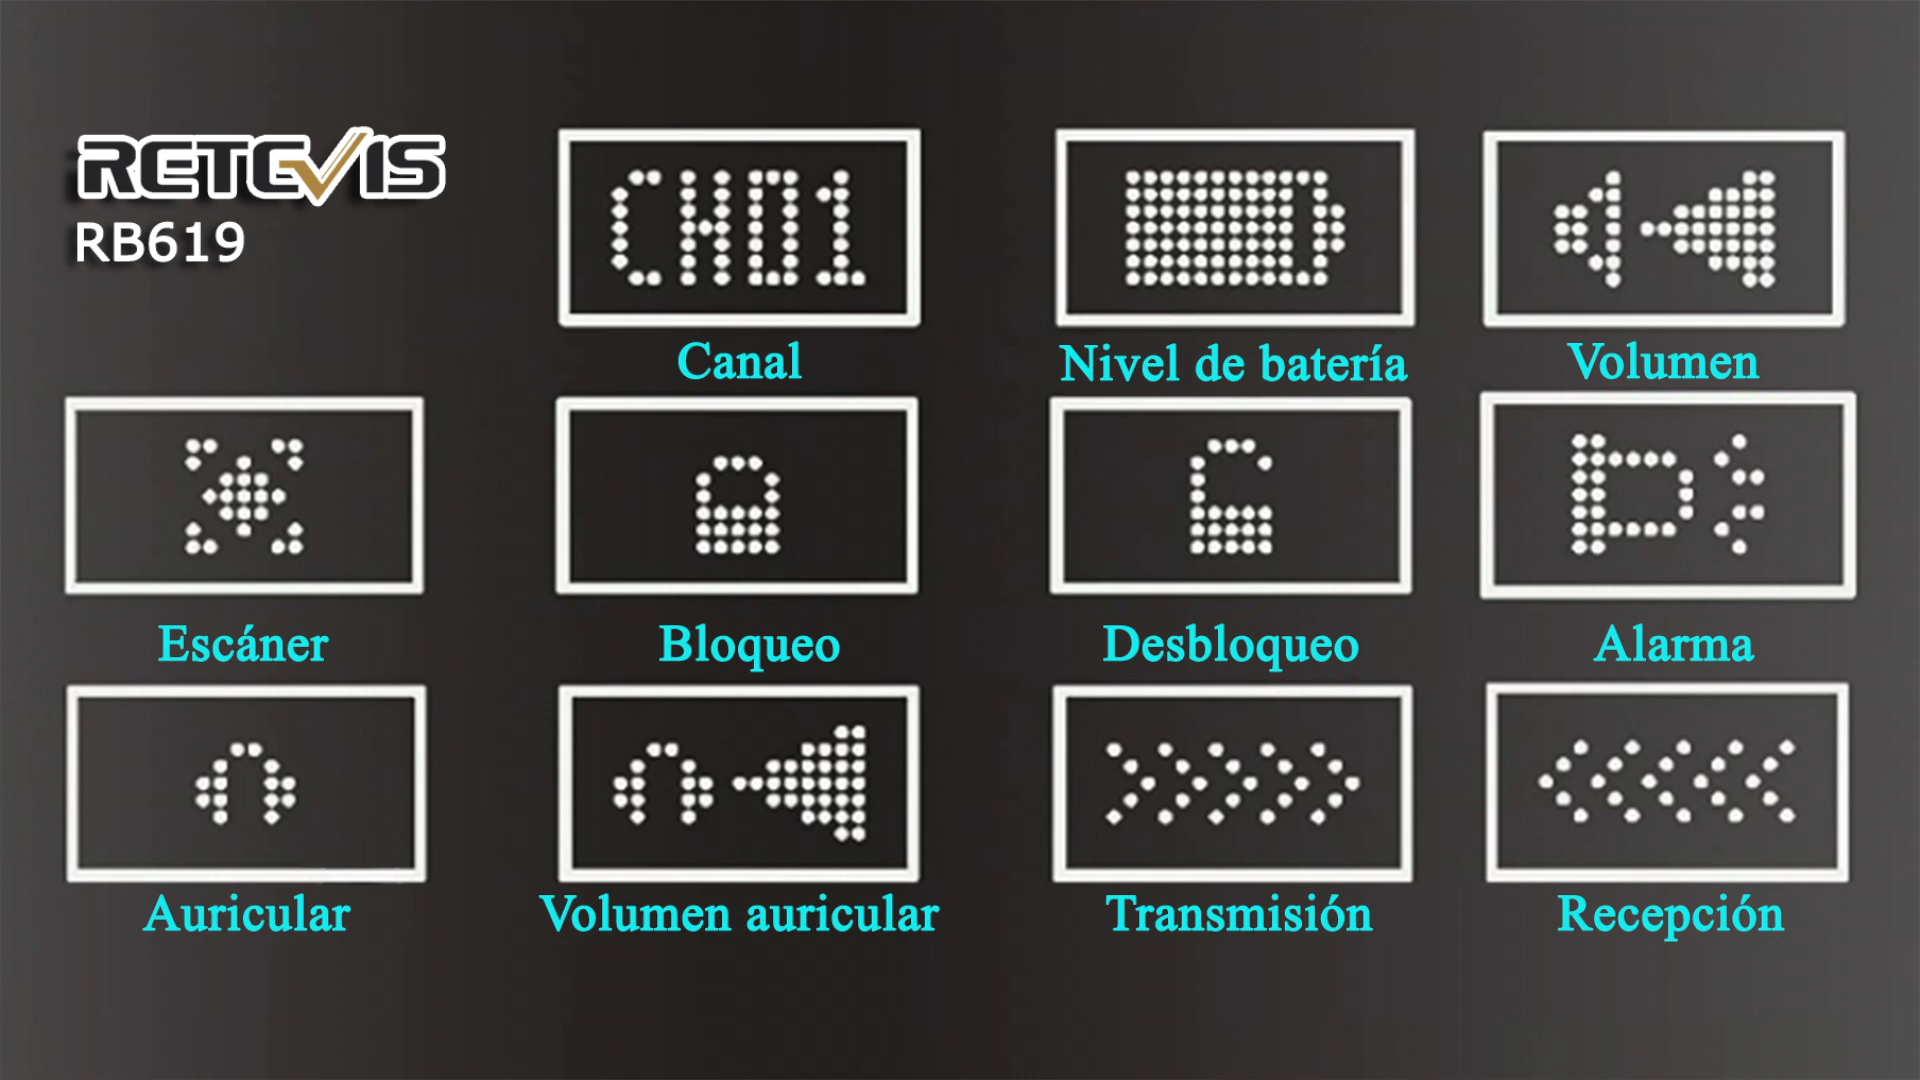 RETEVIS
RB619
CH01
Canal
Nivel de batería
Volumen
Escáner
Bloqueo
Desbloqueo
Alarma
Auricular
Volumen auricular
Transmisión
Recepción